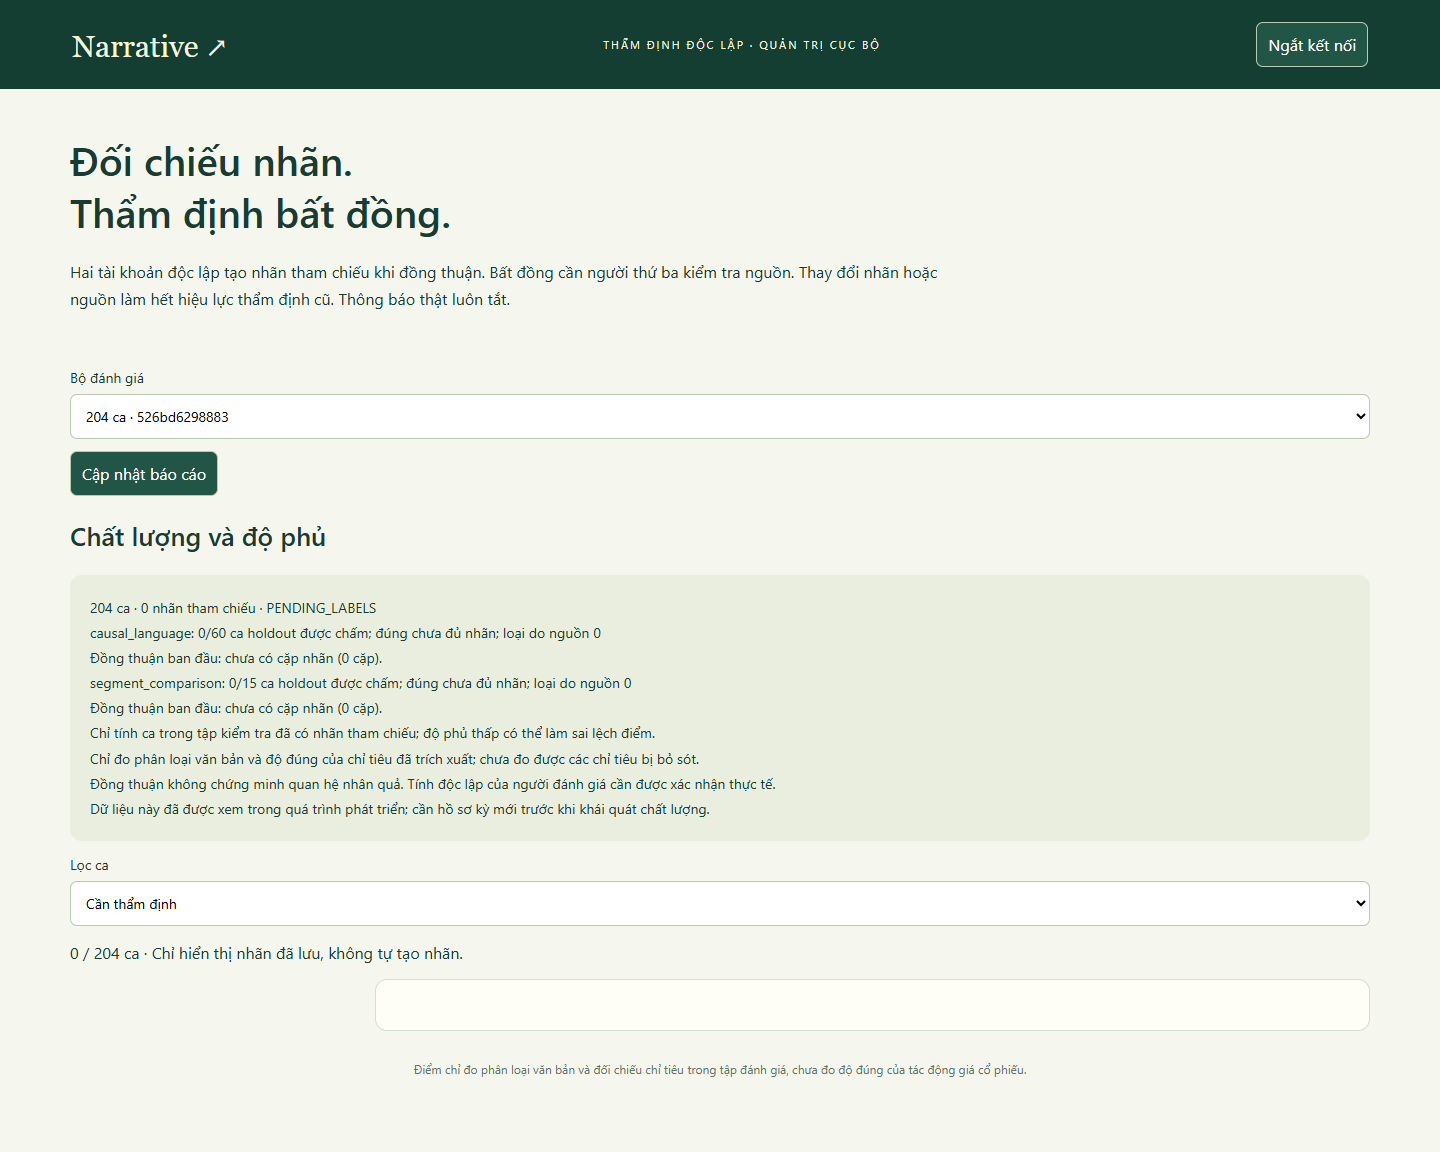 Narrative ↗
THẨM ĐỊNH ĐỘC LẬP · QUẢN TRỊ CỤC BỘ
Ngắt kết nối
Đối chiếu nhãn.
Thẩm định bất đồng.
Hai tài khoản độc lập tạo nhãn tham chiếu khi đồng thuận. Bất đồng cần người thứ ba kiểm tra nguồn. Thay đổi nhãn hoặc
nguồn làm hết hiệu lực thẩm định cũ. Thông báo thật luôn tắt.
Bộ đánh giá
204 ca · 526bd6298883
Cập nhật báo cáo
Chất lượng và độ phủ
204 ca · 0 nhãn tham chiếu · PENDING_LABELS
causal_language: 0/60 ca holdout được chấm; đúng chưa đủ nhãn; loại do nguồn 0
Đồng thuận ban đầu: chưa có cặp nhãn (0 cặp).
segment_comparison: 0/15 ca holdout được chấm; đúng chưa đủ nhãn; loại do nguồn 0
Đồng thuận ban đầu: chưa có cặp nhãn (0 cặp).
Chỉ tính ca trong tập kiểm tra đã có nhãn tham chiếu; độ phủ thấp có thể làm sai lệch điểm.
Chỉ đo phân loại văn bản và độ đúng của chỉ tiêu đã trích xuất; chưa đo được các chỉ tiêu bị bỏ sót.
Đồng thuận không chứng minh quan hệ nhân quả. Tính độc lập của người đánh giá cần được xác nhận thực tế.
Dữ liệu này đã được xem trong quá trình phát triển; cần hồ sơ kỳ mới trước khi khái quát chất lượng.
Lọc ca
Cần thẩm định
0 / 204 ca · Chỉ hiển thị nhãn đã lưu, không tự tạo nhãn.
Điểm chỉ đo phân loại văn bản và đối chiếu chỉ tiêu trong tập đánh giá, chưa đo độ đúng của tác động giá cổ phiếu.